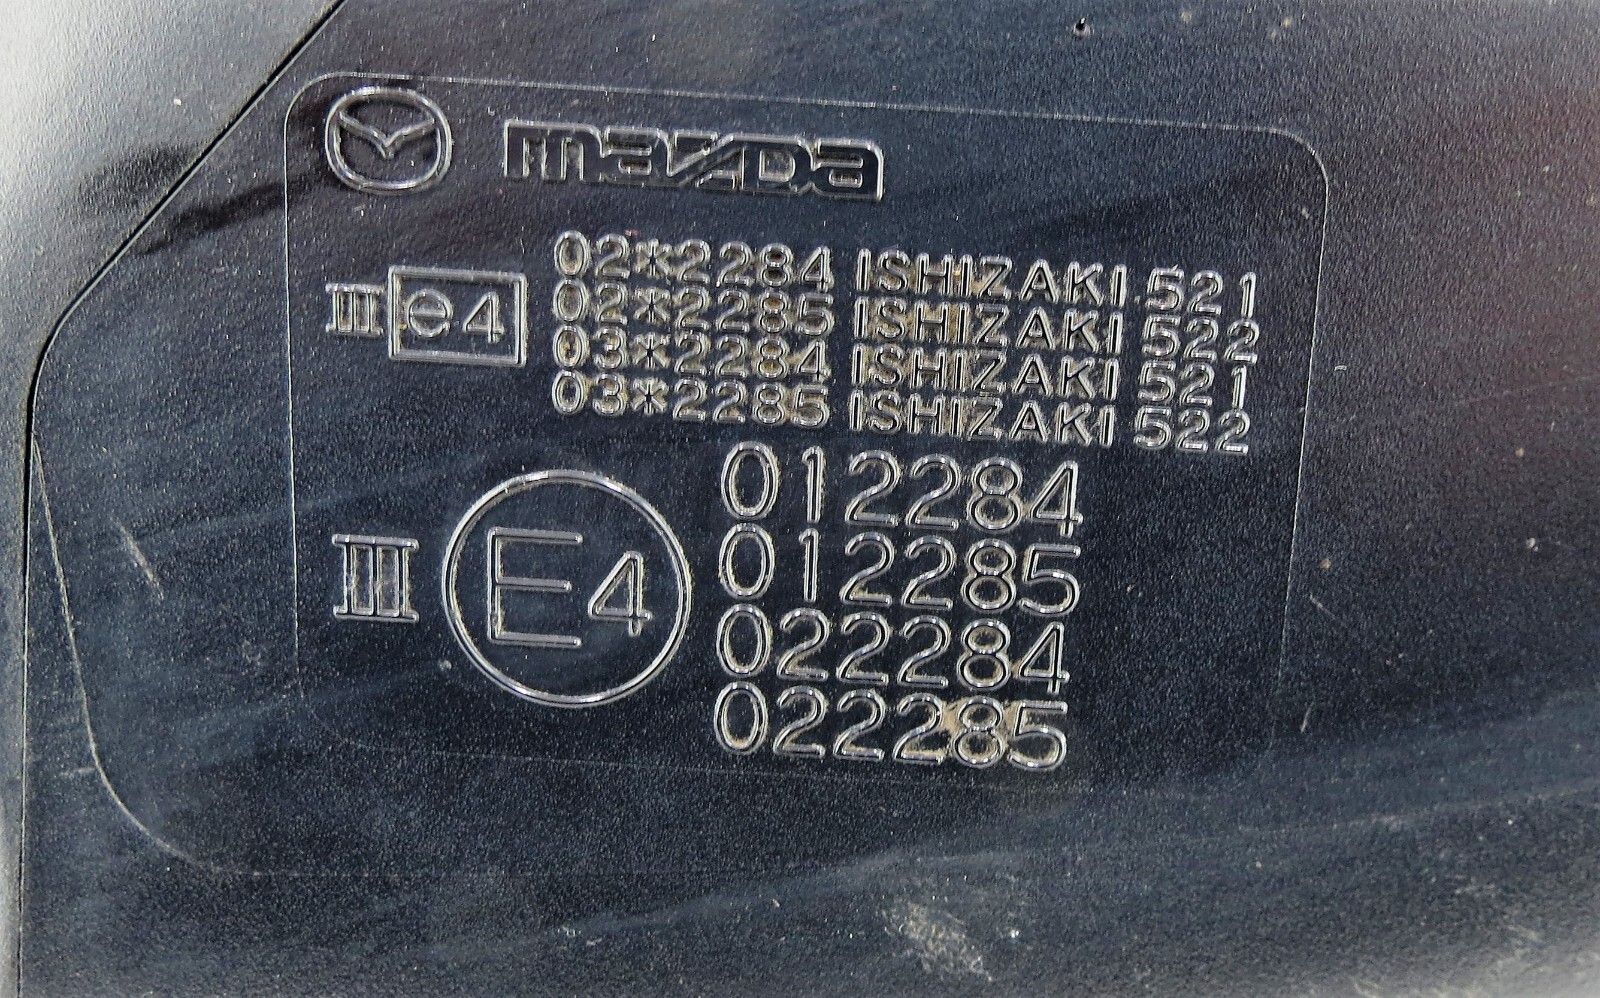 mazda
02*2284 ISHIZAKI 521
III e4 02*2285 ISHIZAKI 522
03*2284 ISHIZAKI 521
03*2285 ISHIZAKI 522
012284
III E4 012285
022284
022285